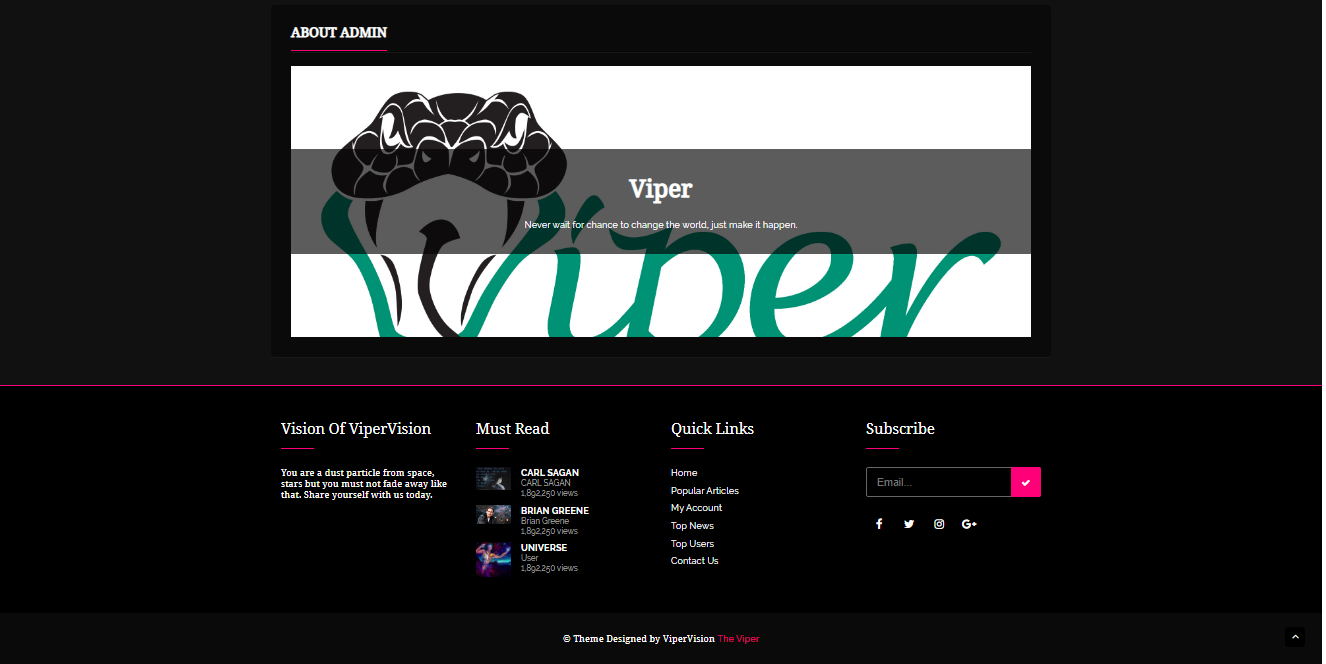 ABOUT ADMIN
Viper
Never wait for chance to change the world, just make it happen.
Viper
Vision Of ViperVision
You are a dust particle from space,
stars but you must not fade away like
that. Share yourself with us today.
Must Read
CARL SAGAN
CARL SAGAN
1,892,250 views
BRIAN GREENE
Brian Greene
1,892,250 views
UNIVERSE
User
1,892,250 views
Quick Links
Home
Popular Articles
My Account
Top News
Top Users
Contact Us
Subscribe
Email...
© Theme Designed by ViperVision The Viper